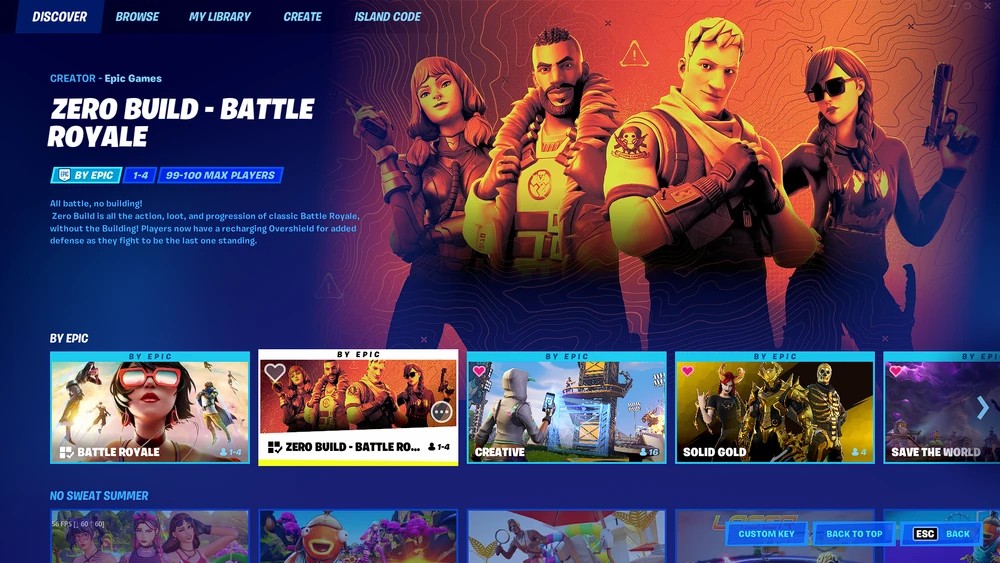 DISCOVER BROWSE MY LIBRARY CREATE ISLAND CODE
CREATOR - Epic Games
ZERO BUILD - BATTLE
ROYALE
EPIC BY EPIC 1-4 99-100 MAX PLAYERS
All battle, no building!
Zero Build is all the action, loot, and progression of classic Battle Royale,
without the Building! Players now have a recharging Overshield for added
defense as they fight to be the last one standing.
BY EPIC
BY EPIC BY EPIC BY EPIC BY EPIC BY EPI
BATTLE ROYALE 1-4 ZERO BUILD - BATTLE RO... 1-4 CREATIVE 16 SOLID GOLD 4 SAVE THE WORLD
NO SWEAT SUMMER
56 FPS [ 60 : 60]
CUSTOM KEY BACK TO TOP ESC BACK